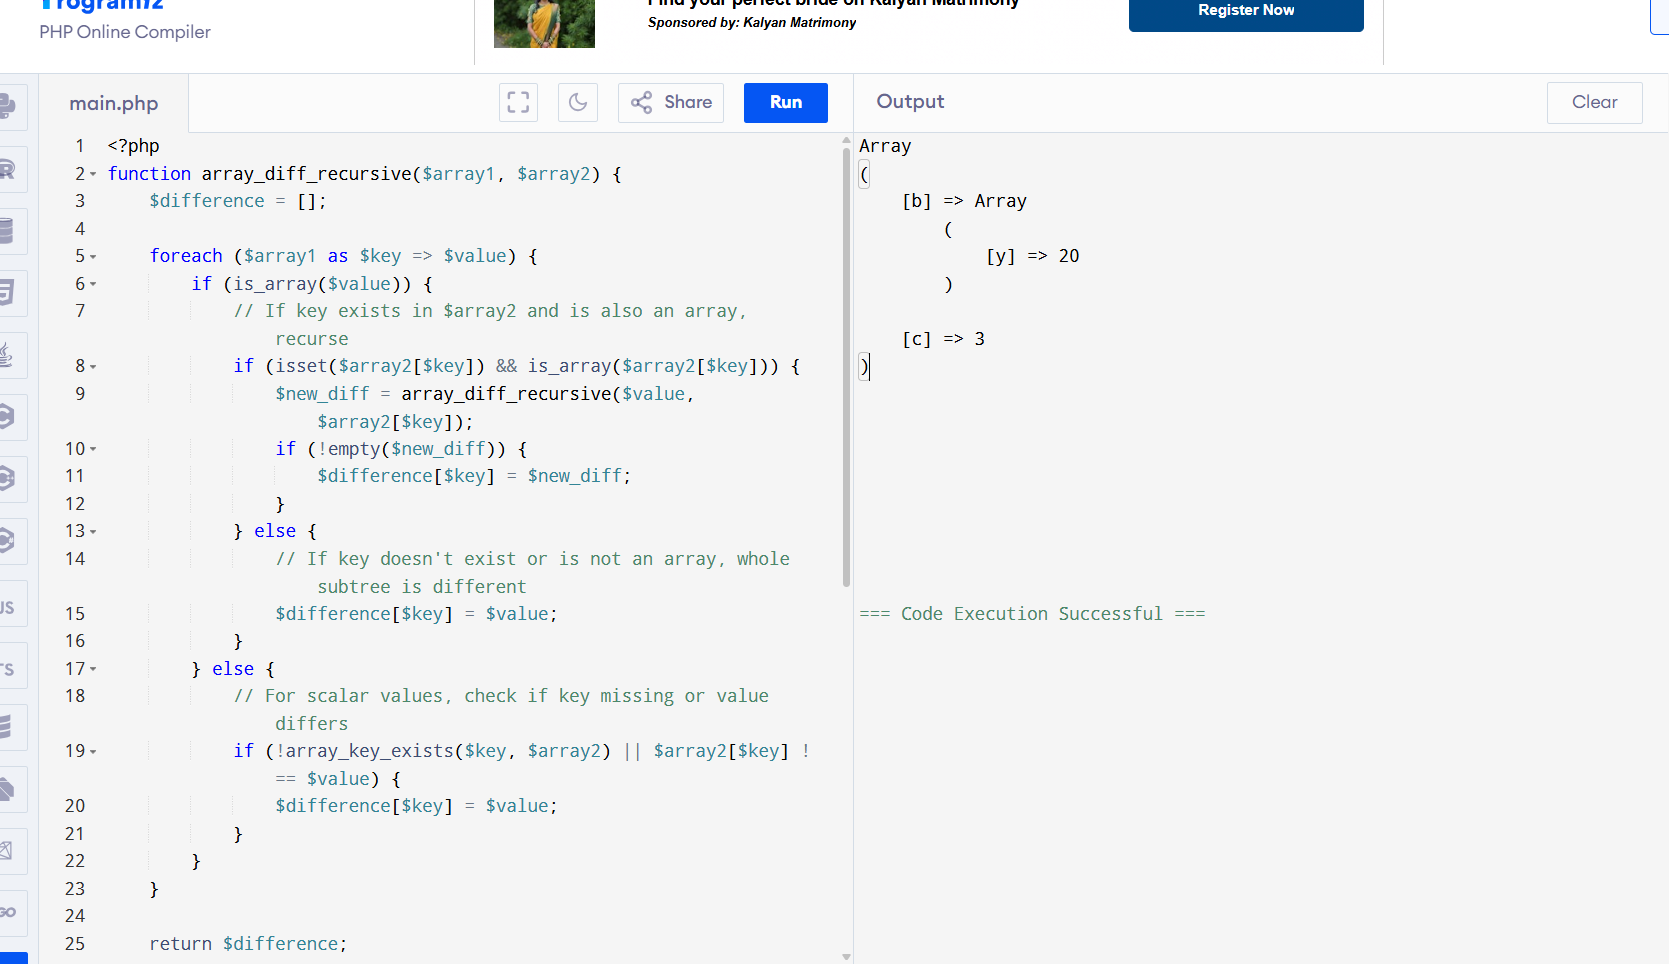 Programiz
PHP Online Compiler
Find your perfect bride on Kalyan Matrimony
Sponsored by: Kalyan Matrimony
Register Now
main.php
Share
Run
Output
Clear
1 <?php
2 function array_diff_recursive($array1, $array2) {
3 $difference = [];
4
5 foreach ($array1 as $key => $value) {
6 if (is_array($value)) {
7 // If key exists in $array2 and is also an array,
recurse
8 if (isset($array2[$key]) && is_array($array2[$key])) {
9 $new_diff = array_diff_recursive($value,
$array2[$key]);
10 if (!empty($new_diff)) {
11 $difference[$key] = $new_diff;
12 }
13 } else {
14 // If key doesn't exist or is not an array, whole
subtree is different
15 $difference[$key] = $value;
16 }
17 } else {
18 // For scalar values, check if key missing or value
differs
19 if (!array_key_exists($key, $array2) || $array2[$key] !
== $value) {
20 $difference[$key] = $value;
21 }
22 }
23 }
24
25 return $difference;
Array
(
[b] => Array
(
[y] => 20
)
[c] => 3
)
=== Code Execution Successful ===
JS
TS
GO